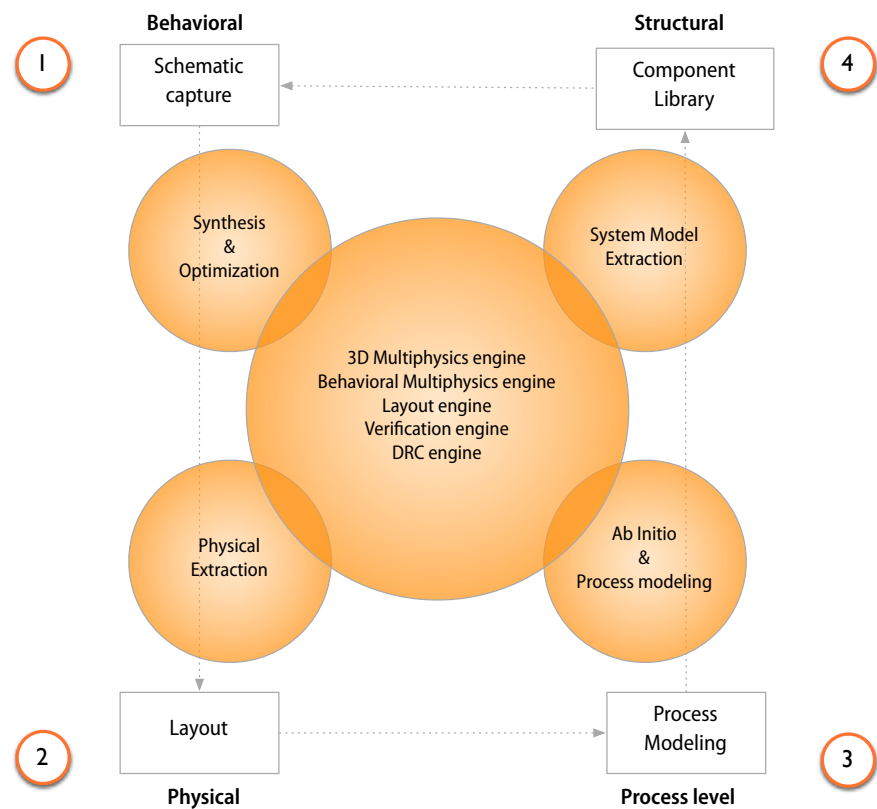 Behavioral
Structural
1
Schematic
capture
Component
Library
4
Synthesis
&
Optimization
System Model
Extraction
3D Multiphysics engine
Behavioral Multiphysics engine
Layout engine
Verification engine
DRC engine
Physical
Extraction
Ab Initio
&
Process modeling
2
Layout
Process
Modeling
3
Physical
Process level